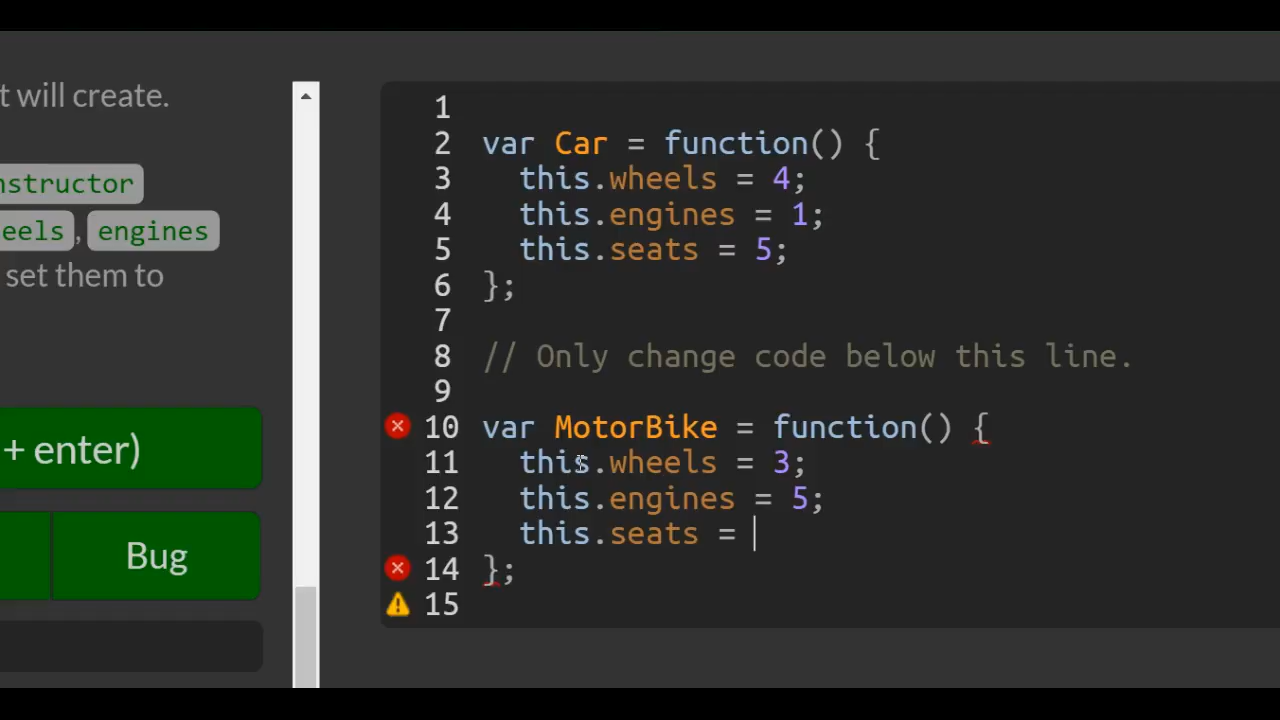 t will create.
nstructor
eels, engines
set them to
+ enter)
Bug
1
2 var Car = function() {
3 this.wheels = 4;
4 this.engines = 1;
5 this.seats = 5;
6 };
7
8 // Only change code below this line.
9
10 var MotorBike = function() {
11 this.wheels = 3;
12 this.engines = 5;
13 this.seats =
14 };
15